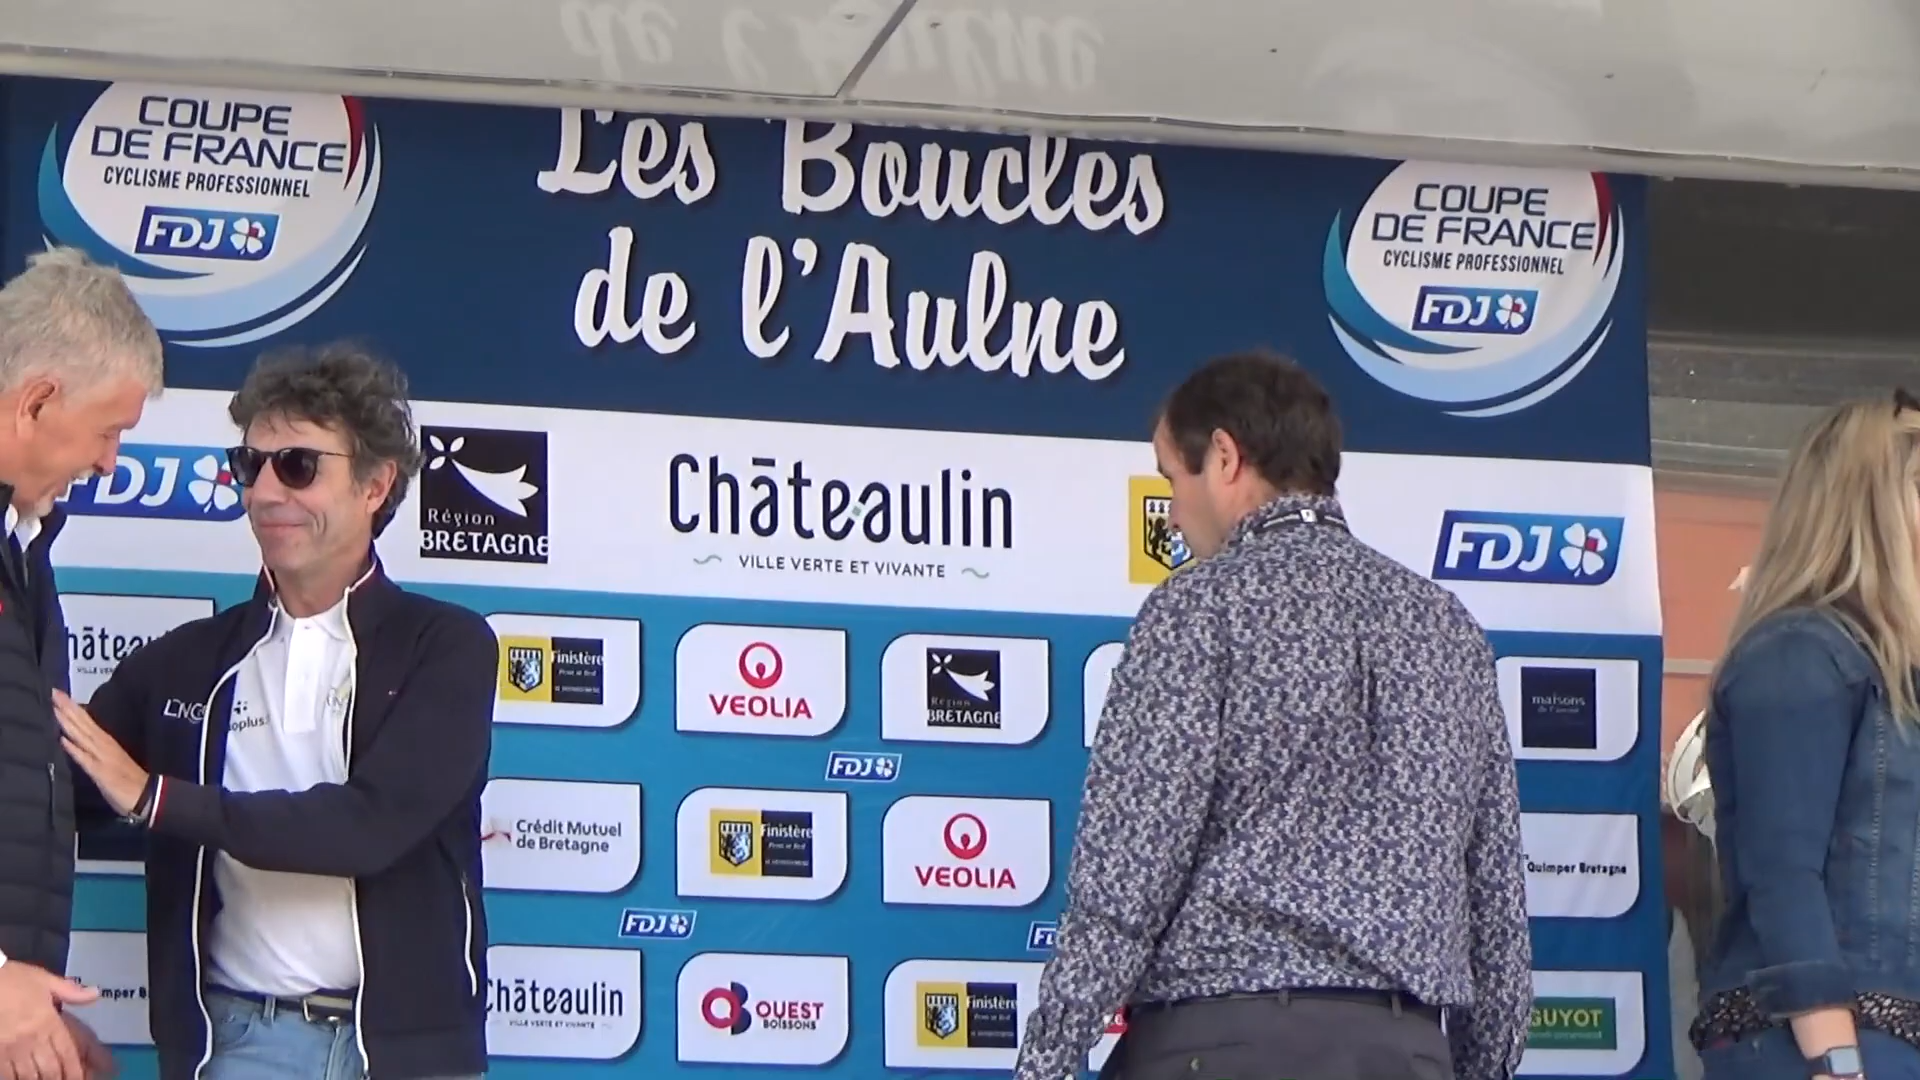 de l'Aulne
COUPE
DE FRANCE
CYCLISME PROFESSIONNEL
FDJ
Les Boucles
de l'Aulne
COUPE
DE FRANCE
CYCLISME PROFESSIONNEL
FDJ
FDJ
Région
BRETAGNE
Châteaulin
VILLE VERTE ET VIVANTE
FDJ
Finistère
VEOLIA
Région
BRETAGNE
maisons
FDJ
Crédit Mutuel
de Bretagne
Finistère
VEOLIA
Quimper Bretagne
FDJ
Châteaulin
VILLE VERTE ET VIVANTE
OUEST
BOISSONS
Finistère
GUYOT